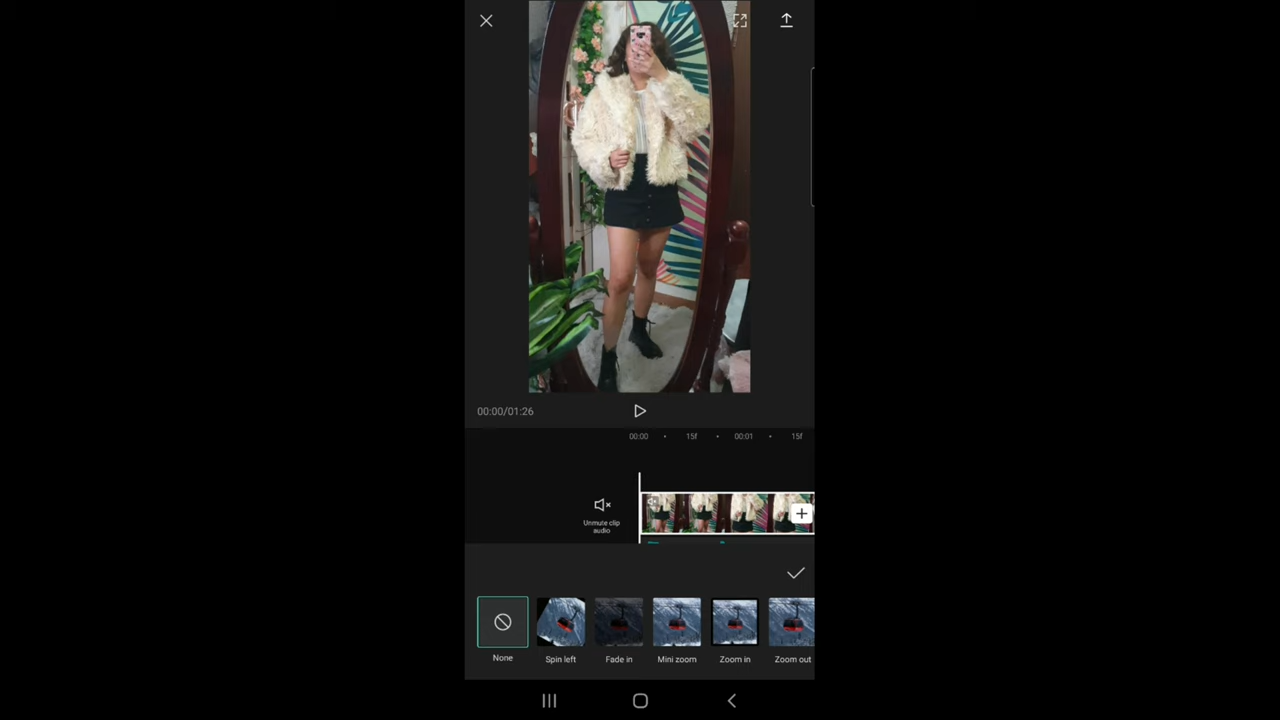 00:00/01:26
00:00 15f 00:01 15f
Unmute clip
audio
None Spin left Fade in Mini zoom Zoom in Zoom out